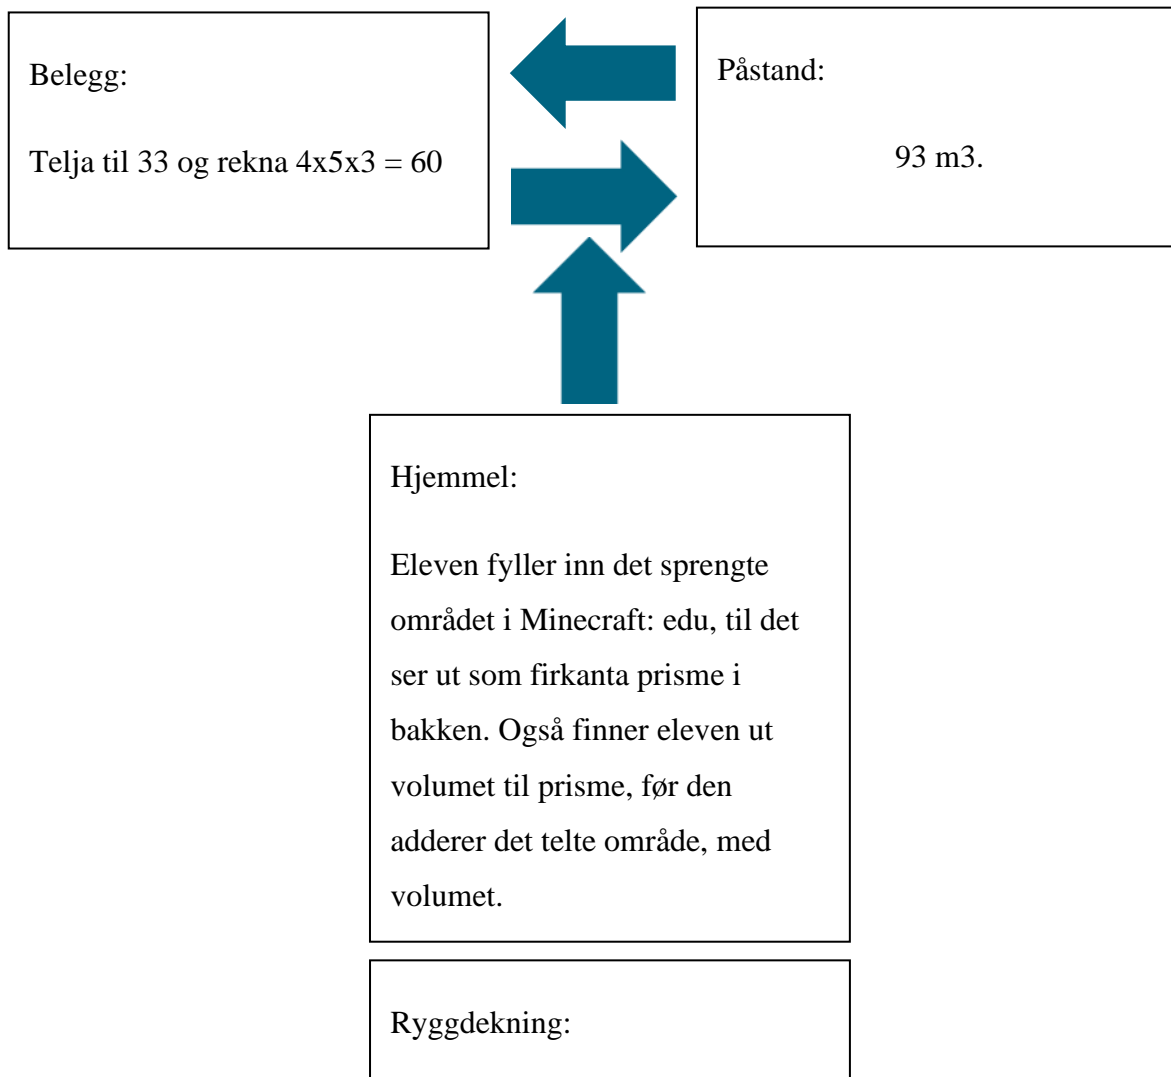 Belegg:
Telja til 33 og rekna 4x5x3 = 60
Påstand:
93 m3.
Hjemmel:
Eleven fyller inn det sprengte
området i Minecraft: edu, til det
ser ut som firkanta prisme i
bakken. Også finner eleven ut
volumet til prisme, før den
adderer det telte område, med
volumet.
Ryggdekning: